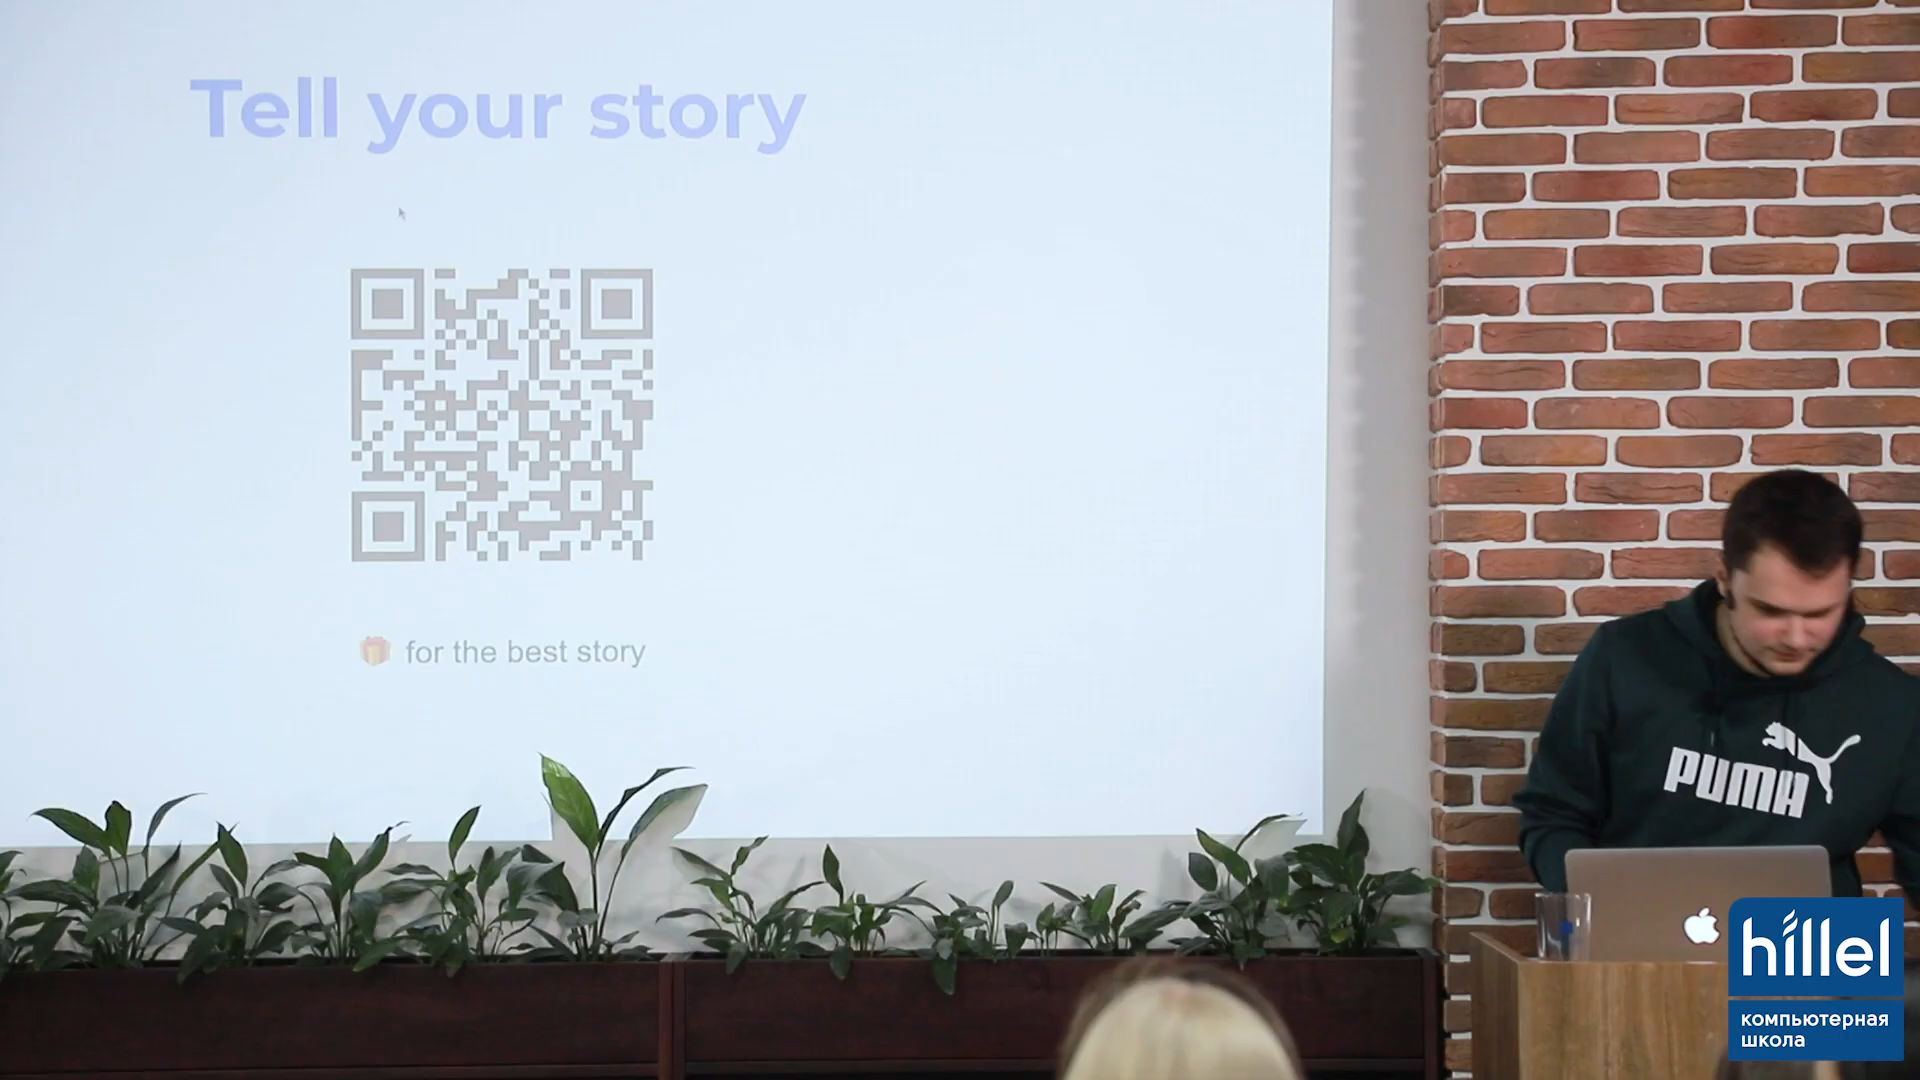 Tell your story
for the best story
PUMA
hillel
компьютерная
школа